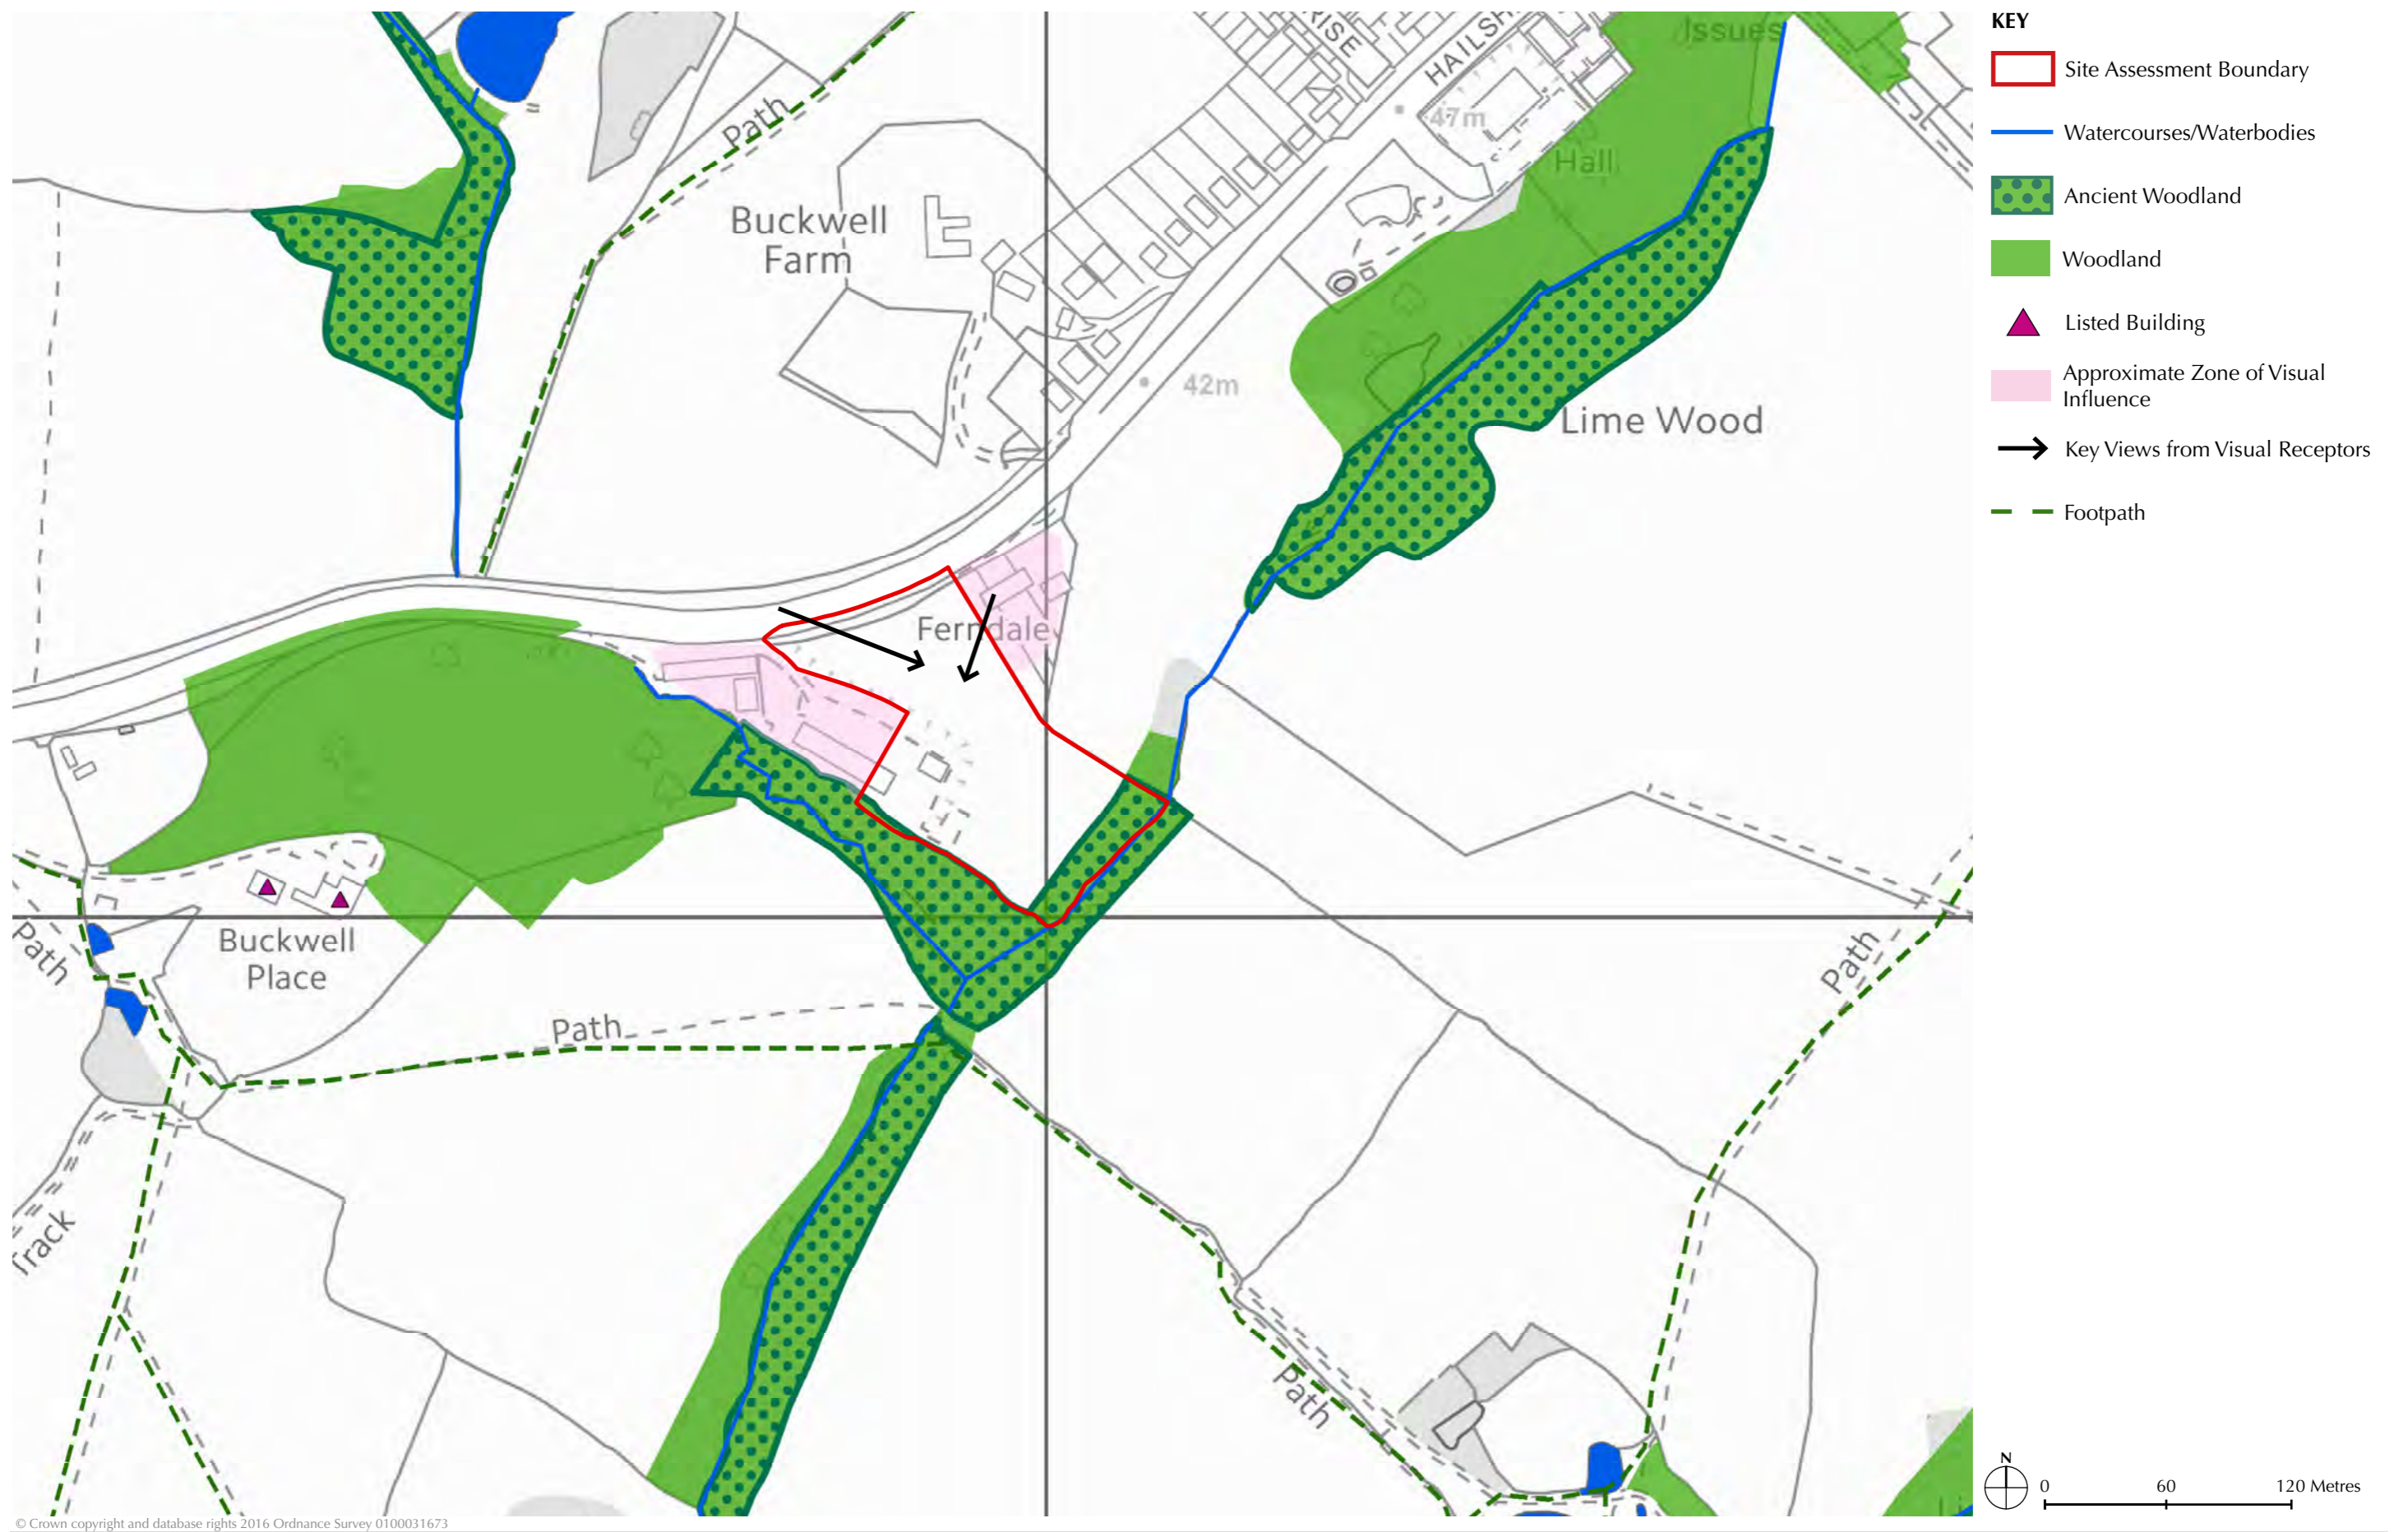 KEY
Site Assessment Boundary
Watercourses/Waterbodies
Ancient Woodland
Woodland
Listed Building
Approximate Zone of Visual
Influence
Key Views from Visual Receptors
Footpath
Issues
RISE
HAILSH
47m
Path
Hall
Buckwell
Farm
42m
Lime Wood
Ferndale
Path
Buckwell
Place
Path
Path
Track
Path
N
0 60 120 Metres
© Crown copyright and database rights 2016 Ordnance Survey 0100031673